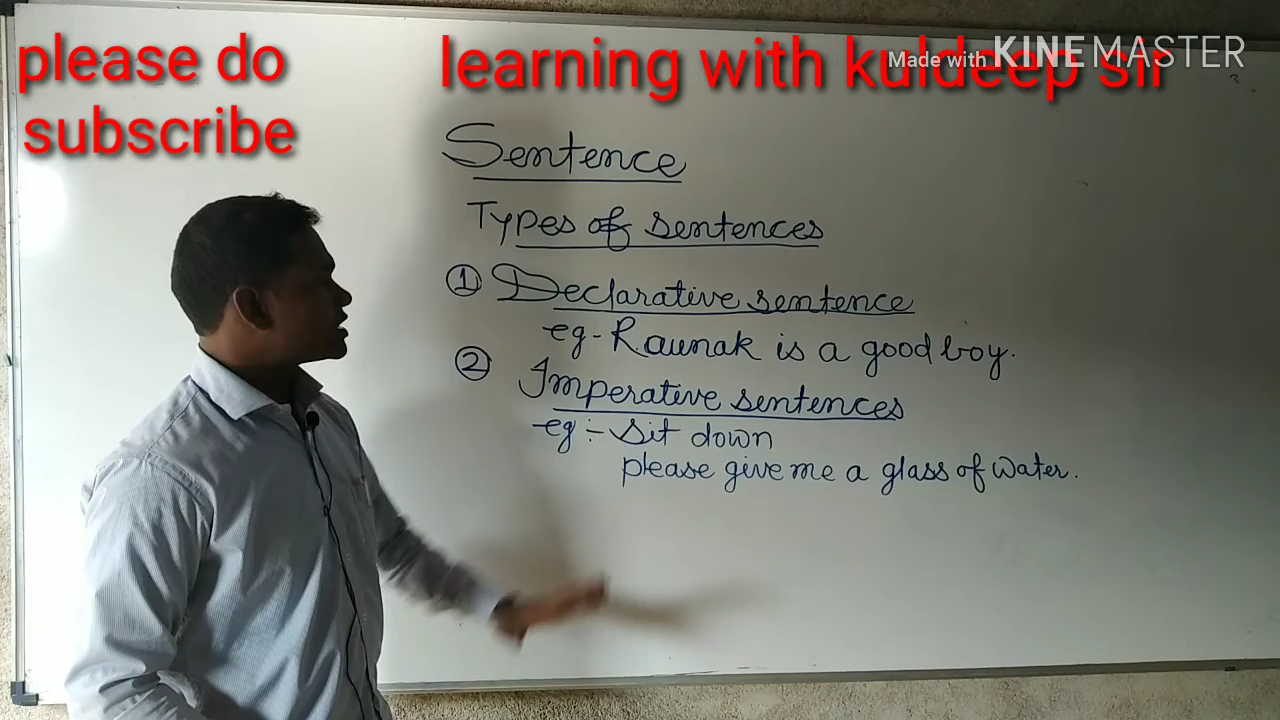 please do
subscribe
learning with kuldeep sir
Made with KINEMASTER
Sentence
Types of sentences
① Declarative sentence
eg- Raunak is a good boy.
② Imperative sentences
eg:- Sit down
please give me a glass of water.